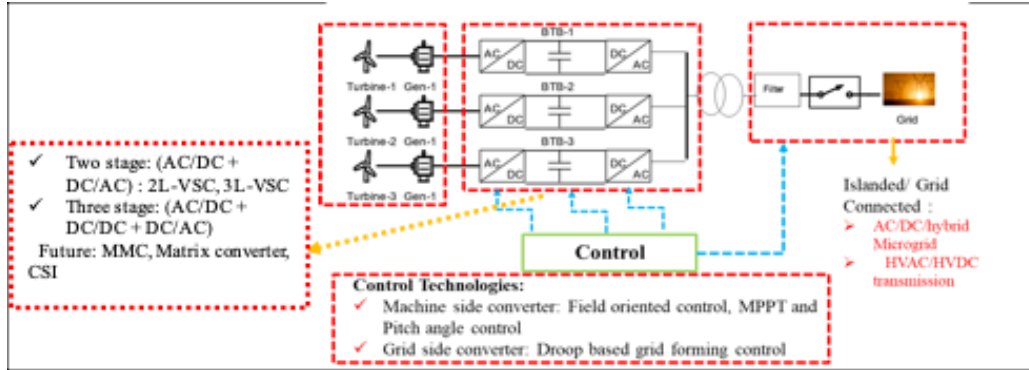 BTB-1
AC
DC
DC
AC
Turbine-1 Gen-1
BTB-2
AC
DC
DC
AC
Turbine-2 Gen-1
BTB-3
AC
DC
DC
AC
Turbine-3 Gen-1
Filter
Grid
✓ Two stage: (AC/DC +
DC/AC) : 2L-VSC, 3L-VSC
✓ Three stage: (AC/DC +
DC/DC + DC/AC)
Future: MMC, Matrix converter,
CSI
Control
Islanded/ Grid
Connected :
➢ AC/DC/hybrid
Microgrid
➢ HVAC/HVDC
transmission
Control Technologies:
✓ Machine side converter: Field oriented control, MPPT and
Pitch angle control
✓ Grid side converter: Droop based grid forming control